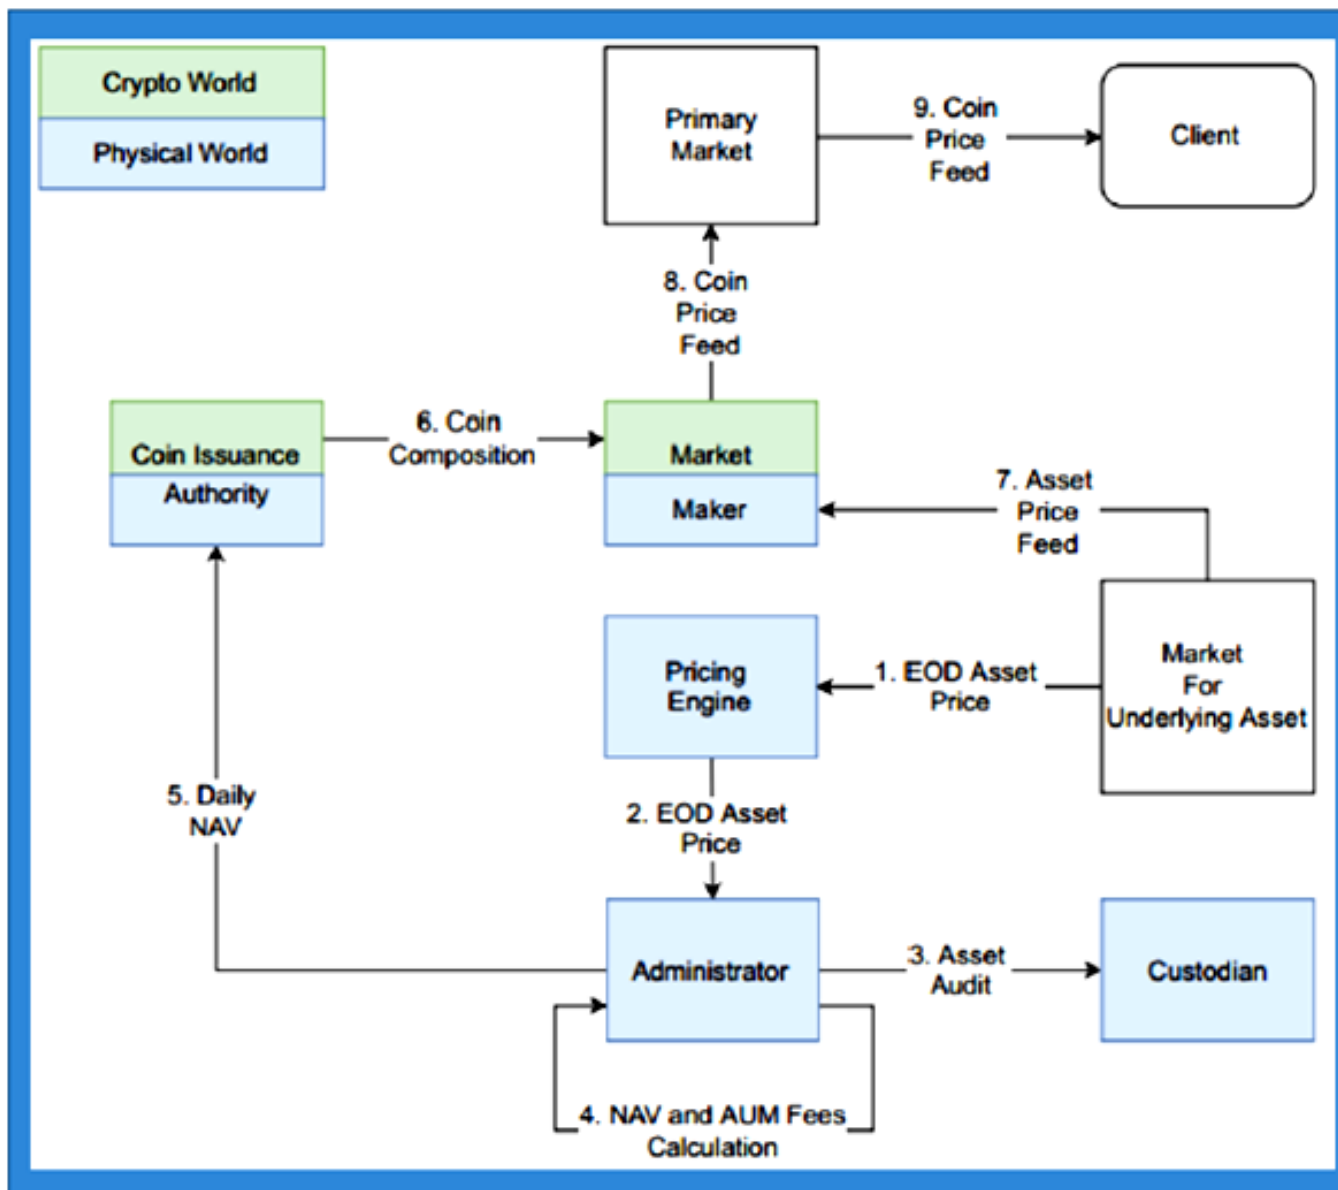 Crypto World
Physical World
Primary
Market
9. Coin
Price
Feed
Client
8. Coin
Price
Feed
Coin Issuance
Authority
6. Coin
Composition
Market
Maker
7. Asset
Price
Feed
Pricing
Engine
1. EOD Asset
Price
Market
For
Underlying Asset
5. Daily
NAV
2. EOD Asset
Price
Administrator
3. Asset
Audit
Custodian
4. NAV and AUM Fees
Calculation